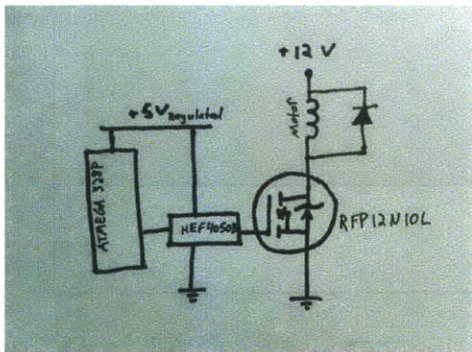 +12 V
+5V Regulated
Motor
ATMEGA 328P
HEF4050B
RFP12N10L